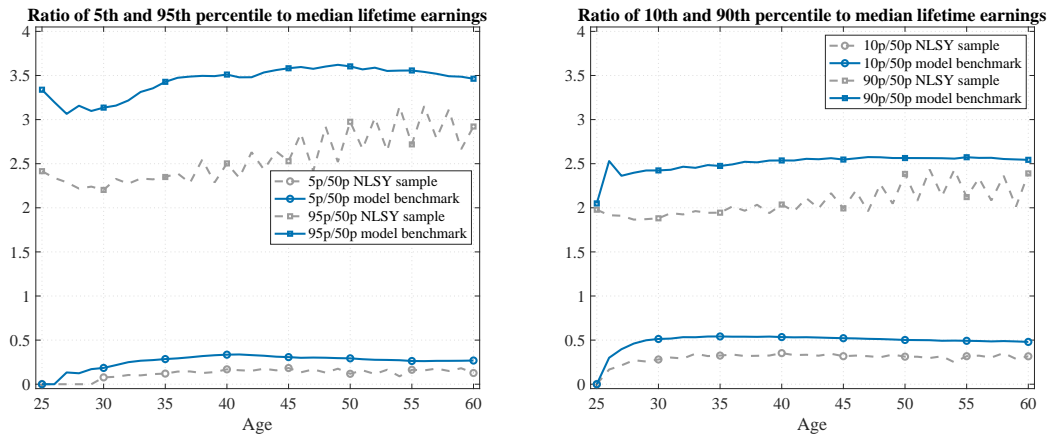 Ratio of 5th and 95th percentile to median lifetime earnings
4
3.5
3
2.5
2
1.5
1
0.5
0
5p/50p NLSY sample
5p/50p model benchmark
95p/50p NLSY sample
95p/50p model benchmark
25 30 35 40 45 50 55 60
Age
Ratio of 10th and 90th percentile to median lifetime earnings
4
3.5
3
2.5
2
1.5
1
0.5
0
10p/50p NLSY sample
10p/50p model benchmark
90p/50p NLSY sample
90p/50p model benchmark
25 30 35 40 45 50 55 60
Age